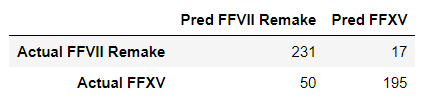 Pred FFVII Remake Pred FFXV
Actual FFVII Remake 231 17
Actual FFXV 50 195